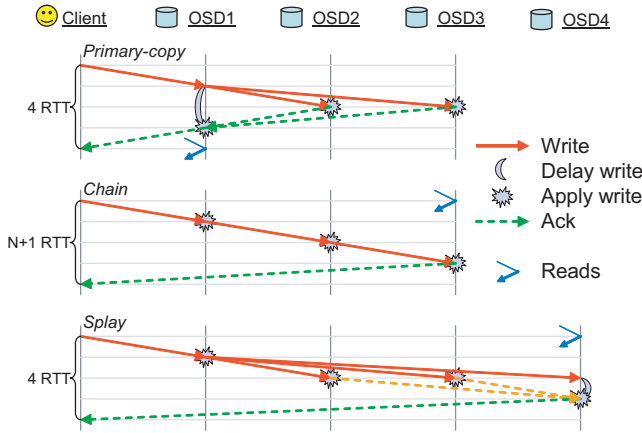 Client OSD1 OSD2 OSD3 OSD4
Primary-copy
4 RTT
Write
Delay write
Apply write
Ack
Reads
Chain
N+1 RTT
Splay
4 RTT